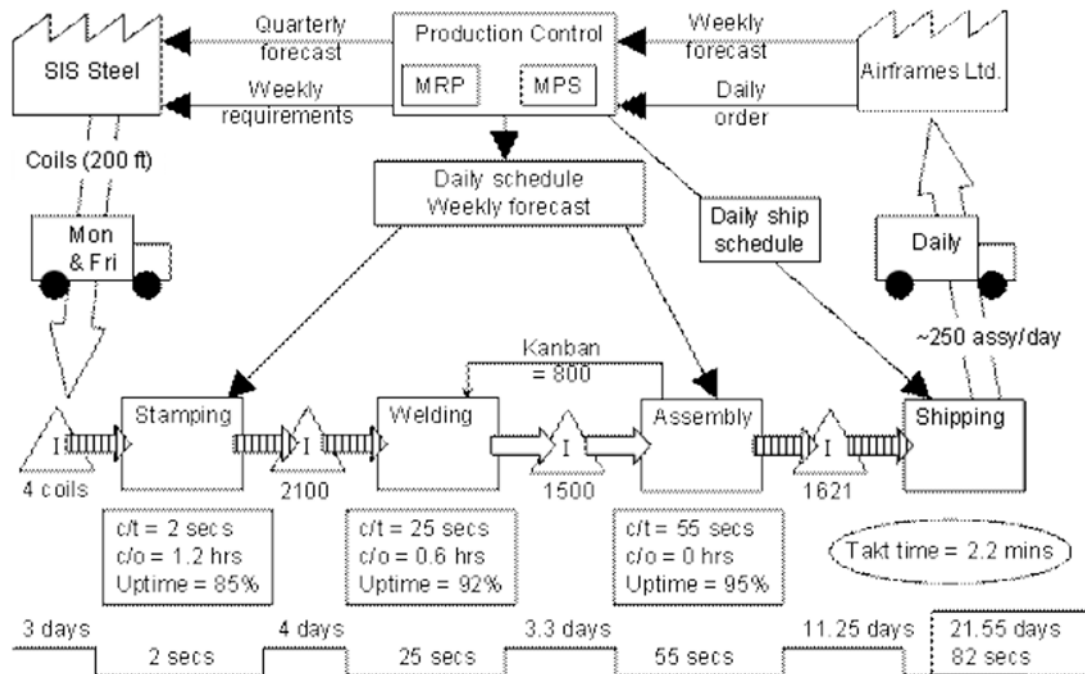 Quarterly
forecast
Production Control
Weekly
forecast
SIS Steel
MRP
MPS
Airframes Ltd.
Weekly
requirements
Daily
order
Coils (200 ft)
Daily schedule
Weekly forecast
Daily ship
schedule
Mon
& Fri
Daily
~250 assy/day
Kanban
= 800
Stamping
Welding
Assembly
Shipping
I
I
I
I
4 coils
2100
1500
1621
c/t = 2 secs
c/o = 1.2 hrs
Uptime = 85%
c/t = 25 secs
c/o = 0.6 hrs
Uptime = 92%
c/t = 55 secs
c/o = 0 hrs
Uptime = 95%
Takt time = 2.2 mins
3 days
4 days
3.3 days
11.25 days
21.55 days
2 secs
25 secs
55 secs
82 secs